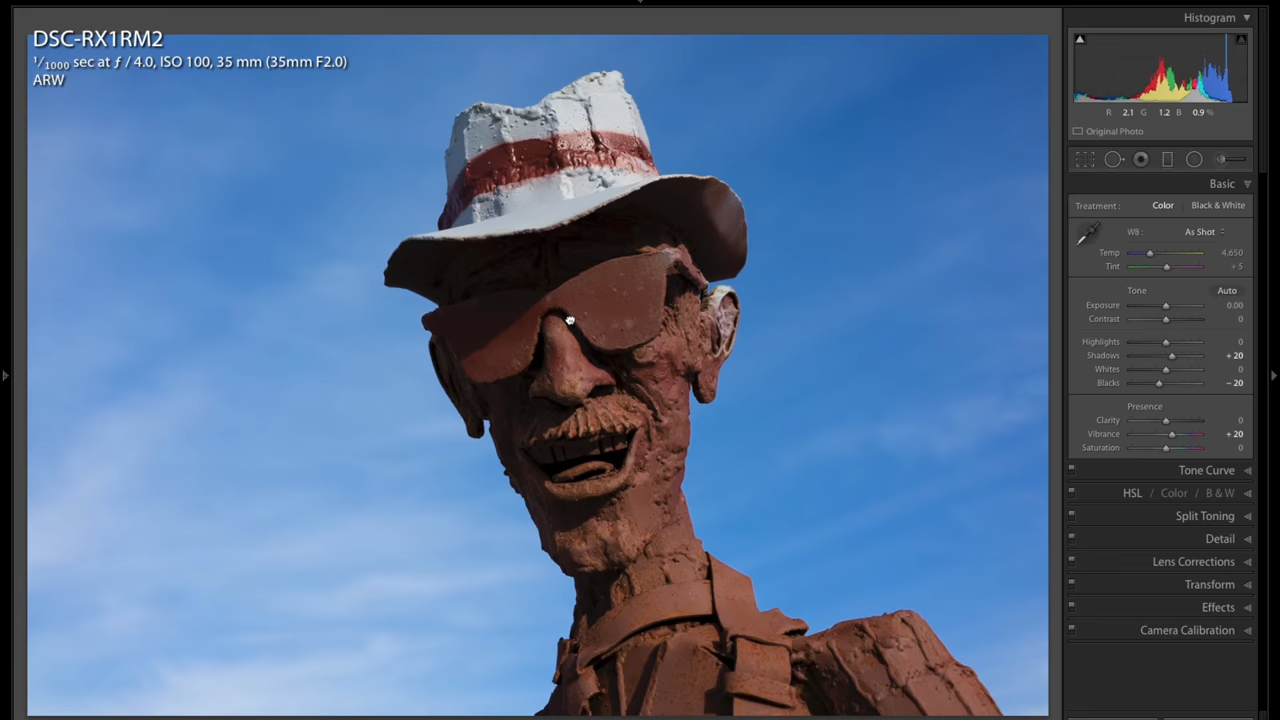 DSC-RX1RM2
1/1000 sec at ƒ / 4.0, ISO 100, 35 mm (35mm F2.0)
ARW
Histogram
R 2.1 G 1.2 B 0.9 %
Original Photo
Basic
Treatment : Color Black & White
WB : As Shot
Temp 4,650
Tint + 5
Tone Auto
Exposure 0.00
Contrast 0
Highlights 0
Shadows + 20
Whites 0
Blacks − 20
Presence
Clarity 0
Vibrance + 20
Saturation 0
Tone Curve
HSL / Color / B & W
Split Toning
Detail
Lens Corrections
Transform
Effects
Camera Calibration